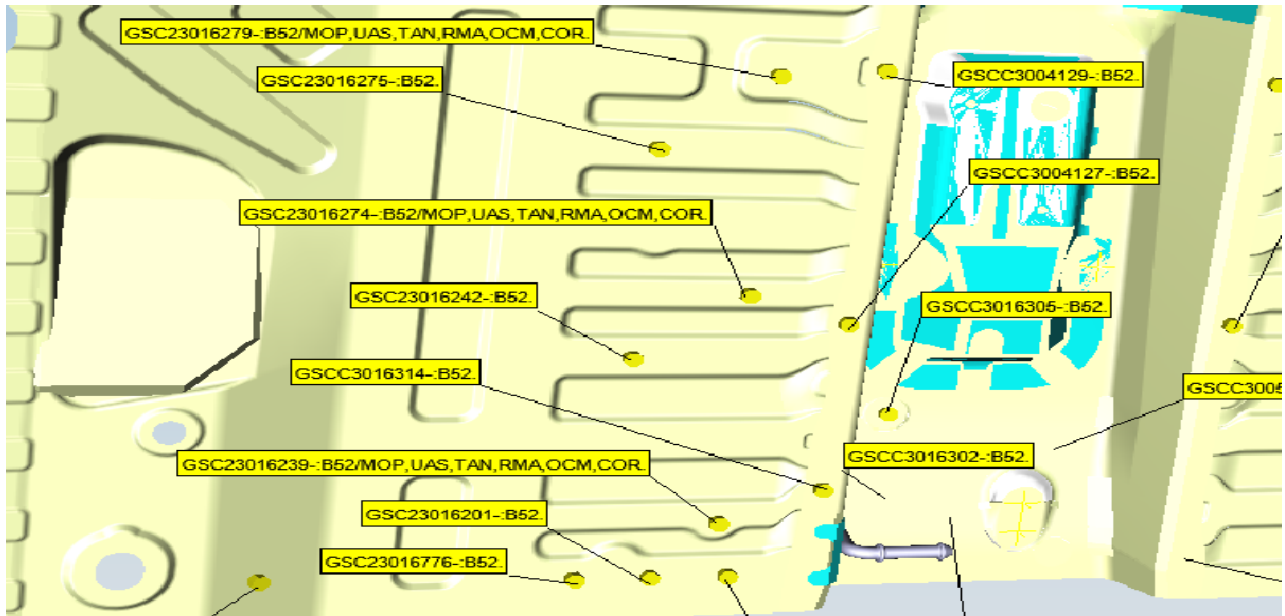 GSC23016279-:B52/MOP,UAS,TAN,RMA,OCM,COR.
GSC23016275-:B52.
GSCC3004129-:B52.
GSCC3004127-:B52.
GSC23016274-:B52/MOP,UAS,TAN,RMA,OCM,COR.
GSC23016242-:B52.
GSCC3016305-:B52.
GSCC3016314-:B52.
GSCC3005
GSCC3016302-:B52.
GSC23016239-:B52/MOP,UAS,TAN,RMA,OCM,COR.
GSC23016201-:B52.
GSC23016776-:B52.